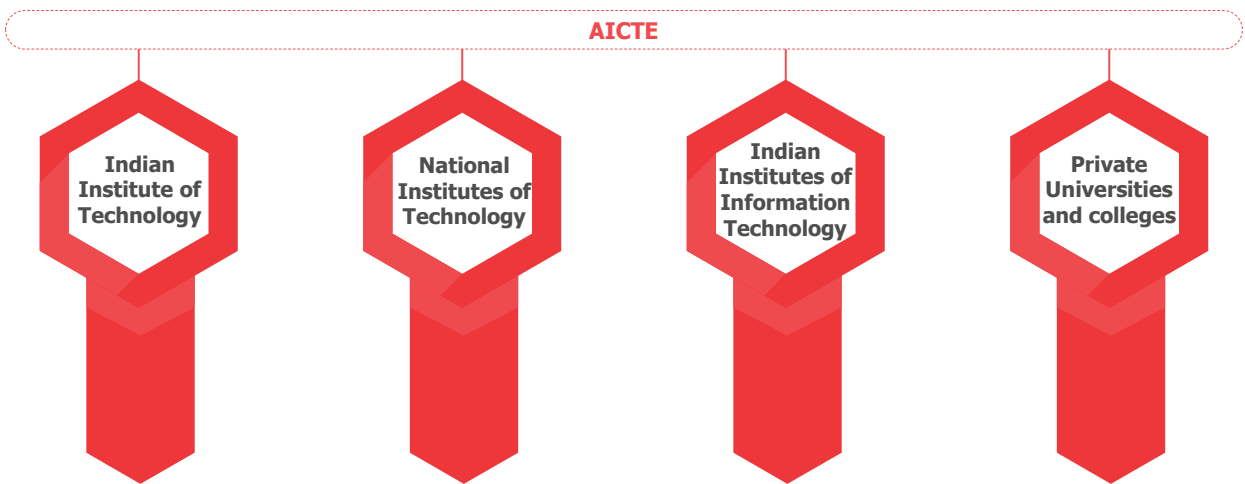 AICTE
Indian
Institute of
Technology
National
Institutes of
Technology
Indian
Institutes of
Information
Technology
Private
Universities
and colleges